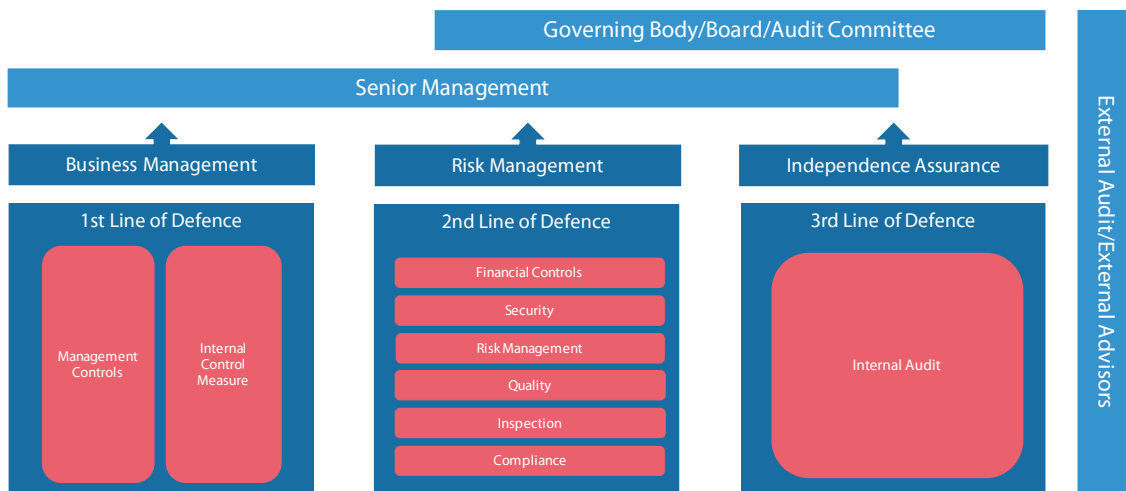 Governing Body/Board/Audit Committee
Senior Management
Business Management
Risk Management
Independence Assurance
1st Line of Defence
Management
Controls
Internal
Control
Measure
2nd Line of Defence
Financial Controls
Security
Risk Management
Quality
Inspection
Compliance
3rd Line of Defence
Internal Audit
External Audit/External Advisors